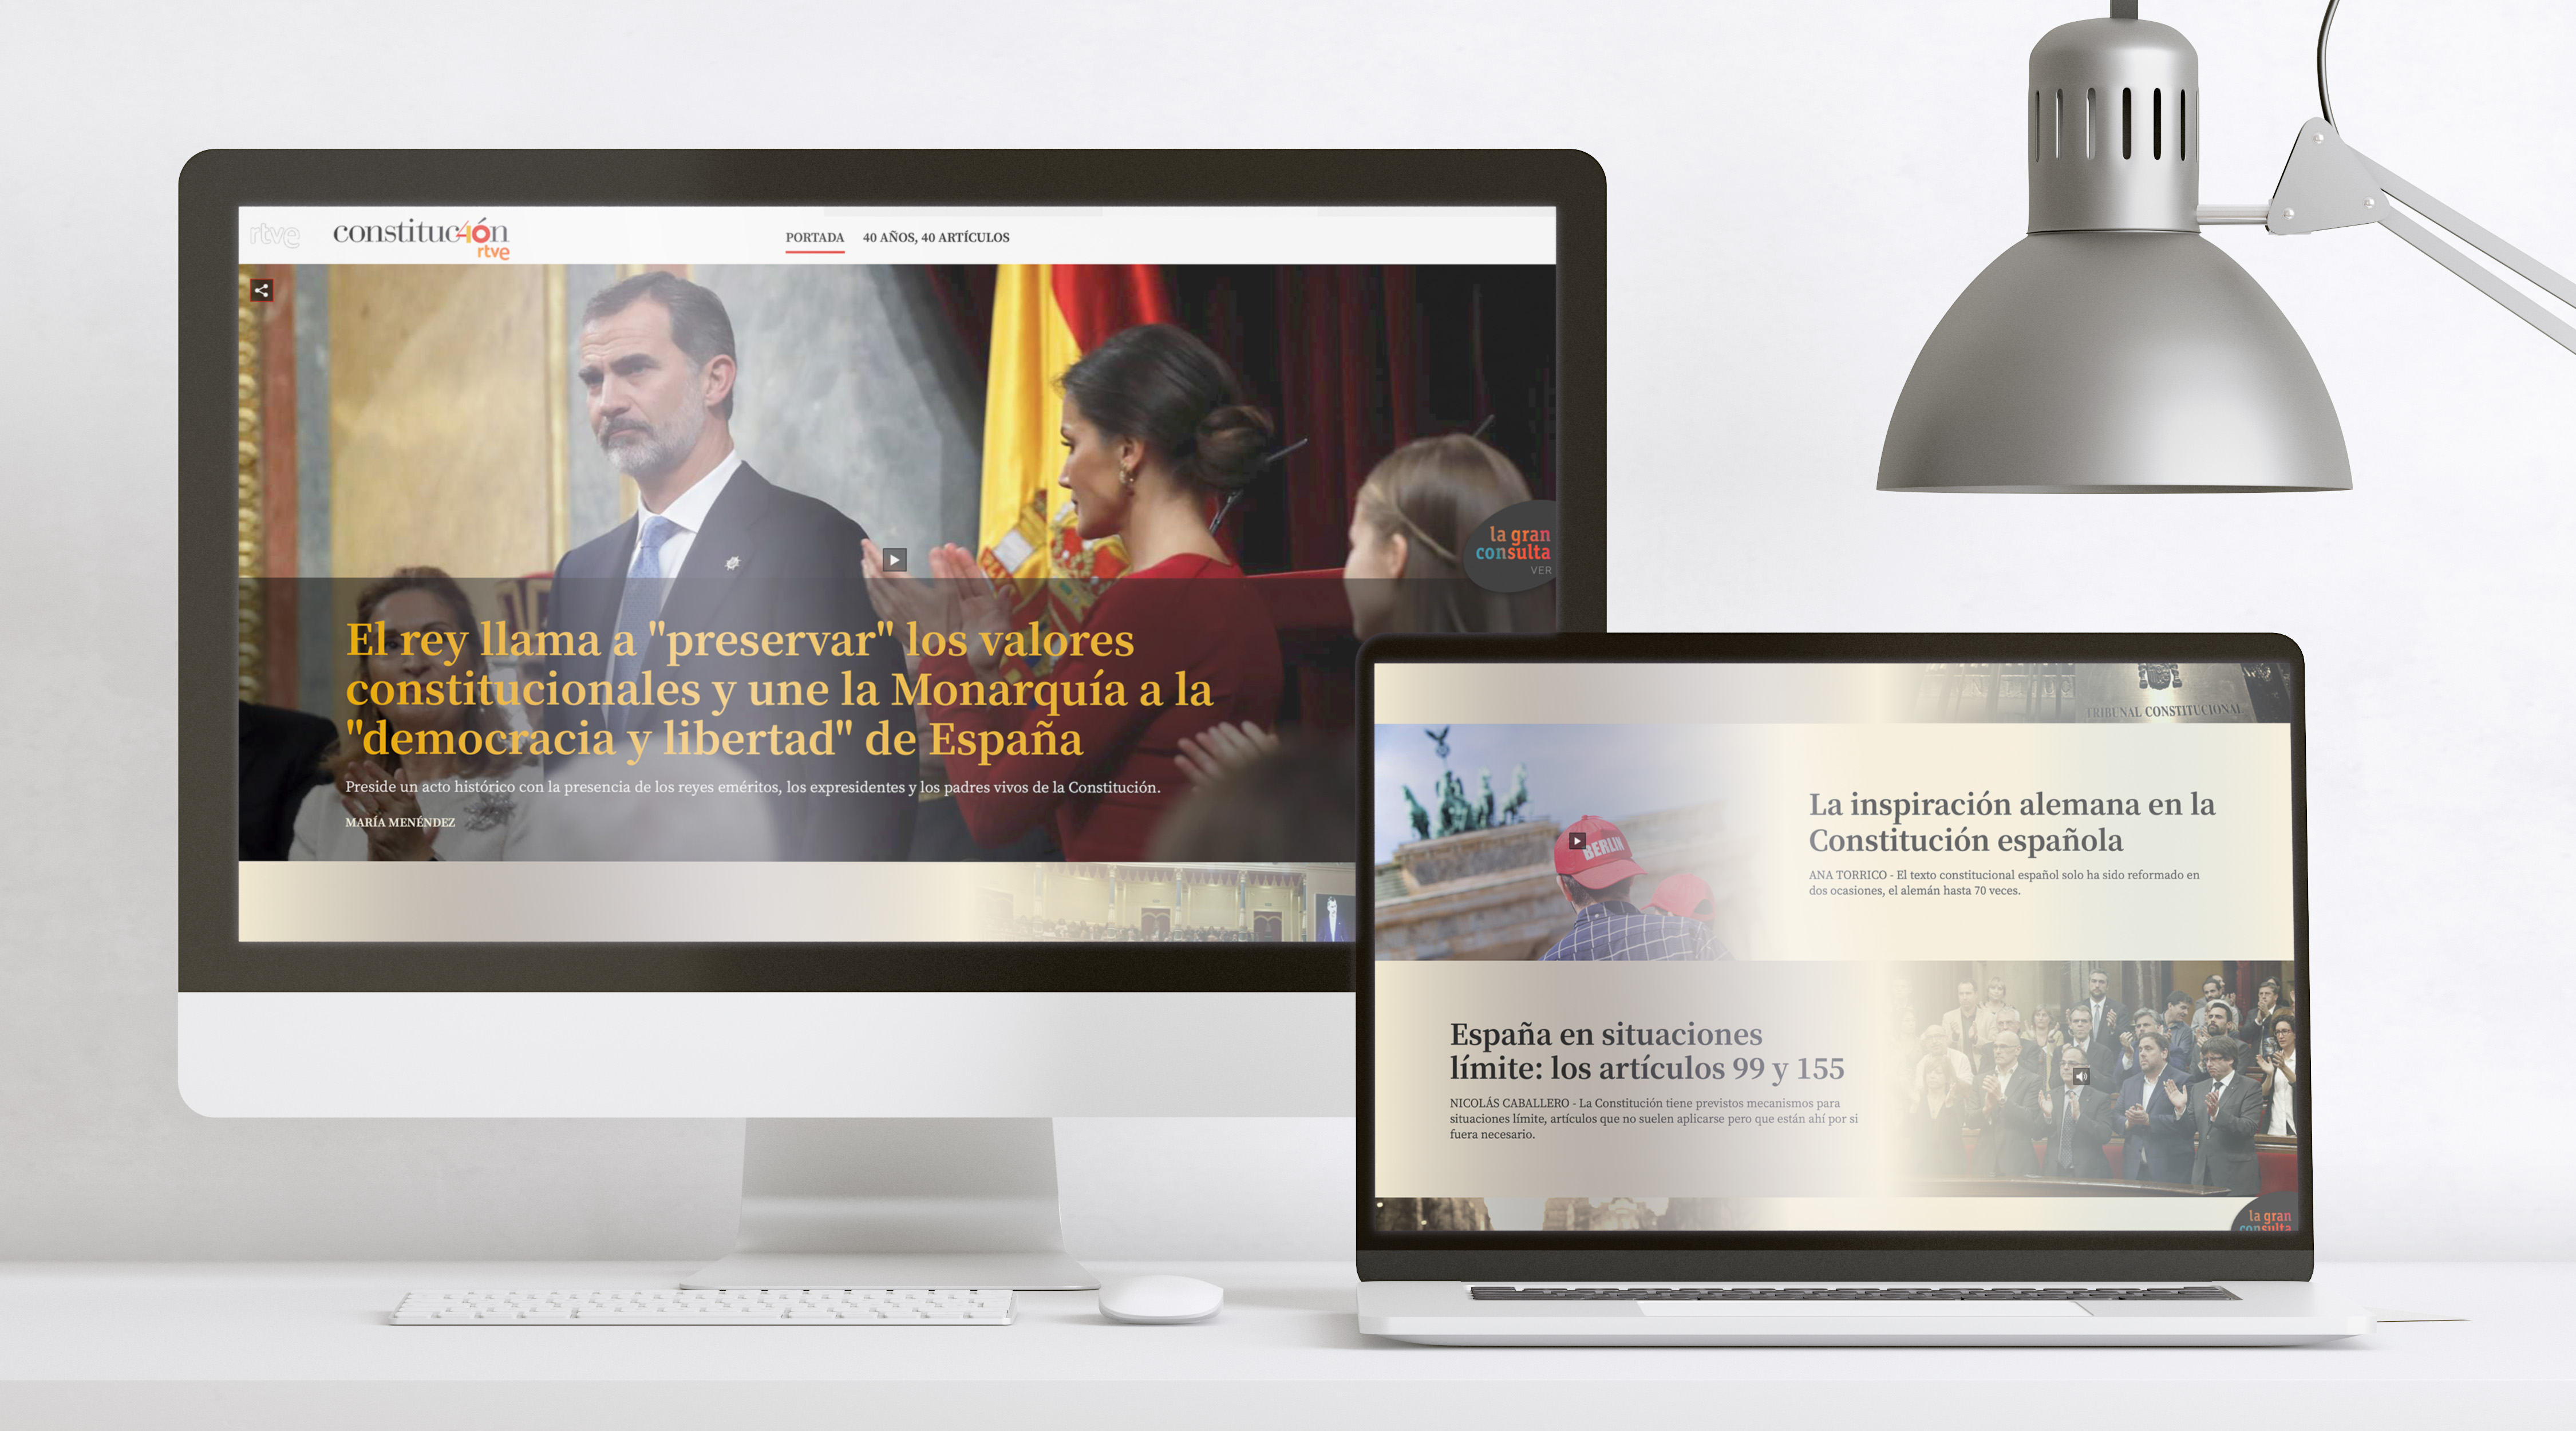 rtve
constitución
rtve
PORTADA 40 AÑOS, 40 ARTÍCULOS
la gran
consulta
VER
El rey llama a "preservar" los valores
constitucionales y une la Monarquía a la
"democracia y libertad" de España
Preside un acto histórico con la presencia de los reyes eméritos, los expresidentes y los padres vivos de la Constitución.
MARÍA MENÉNDEZ
TRIBUNAL CONSTITUCIONAL
BERLIN
La inspiración alemana en la
Constitución española
ANA TORRICO - El texto constitucional español solo ha sido reformado en
dos ocasiones, el alemán hasta 70 veces.
España en situaciones
límite: los artículos 99 y 155
NICOLÁS CABALLERO - La Constitución tiene previstos mecanismos para
situaciones límite, artículos que no suelen aplicarse pero que están ahí por si
fuera necesario.
la gran
consulta